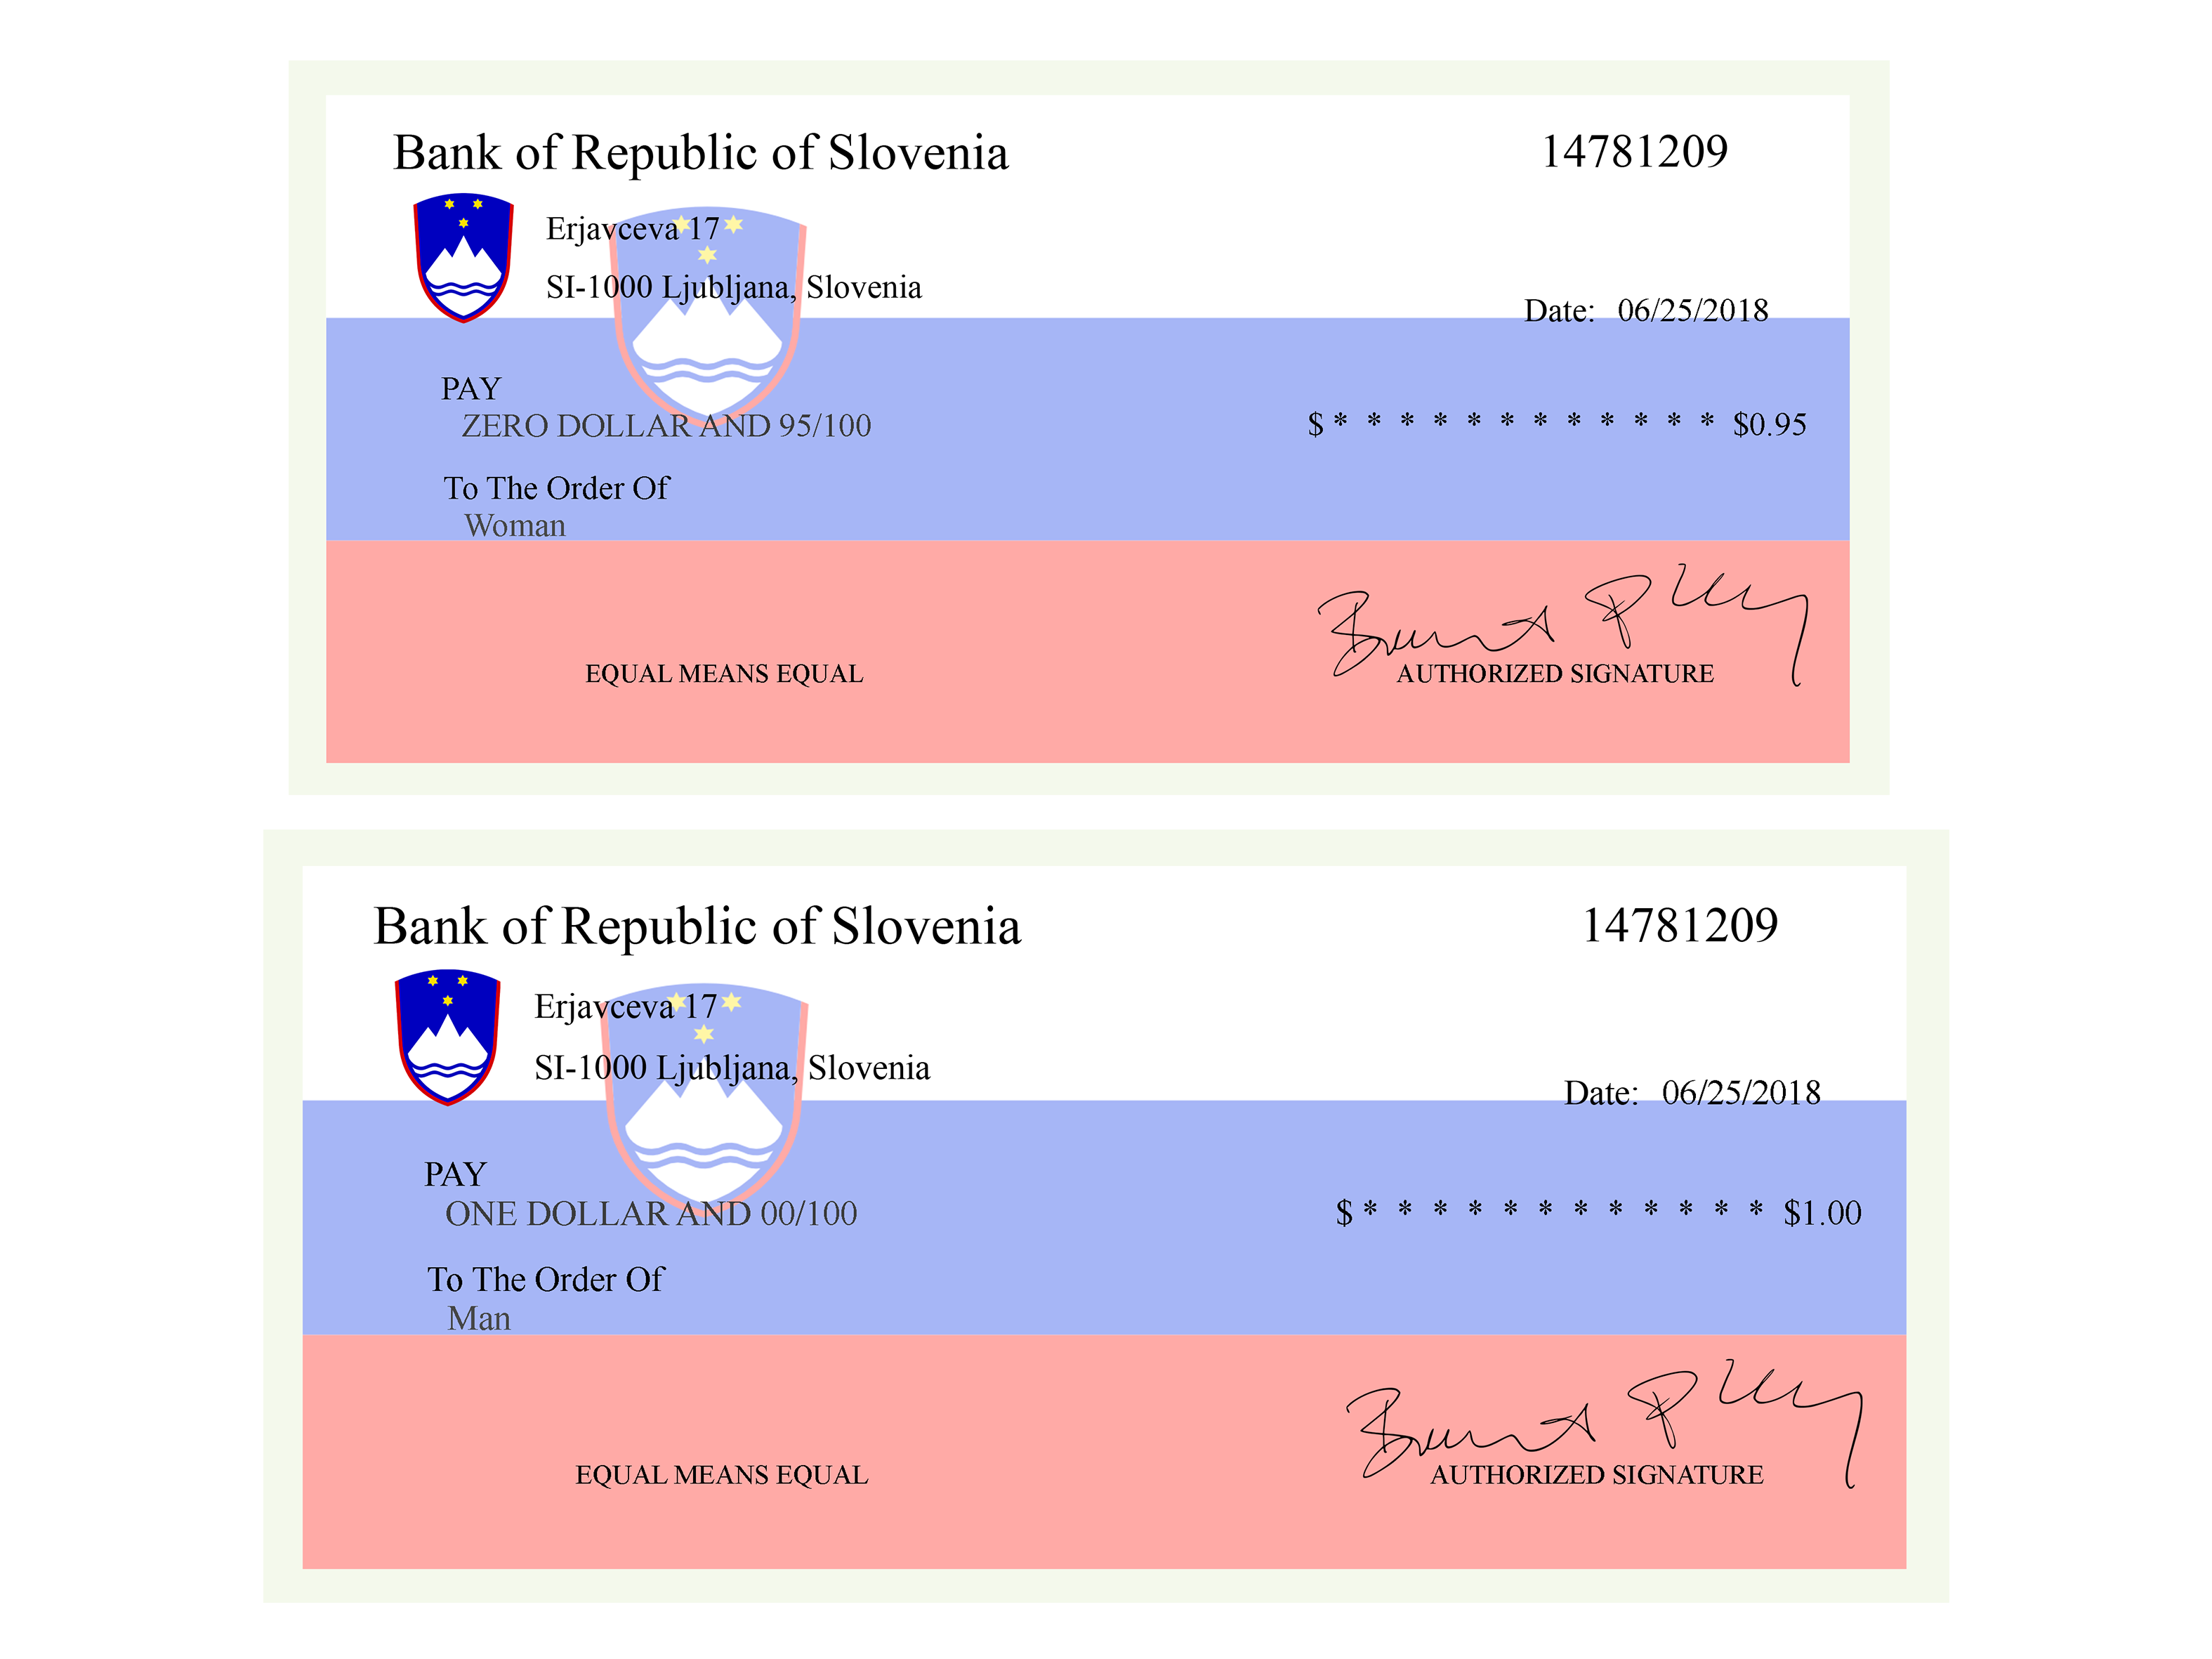 Bank of Republic of Slovenia 14781209
Erjavceva 17
SI-1000 Ljubljana, Slovenia
Date: 06/25/2018
PAY
ZERO DOLLAR AND 95/100 $ * * * * * * * * * * * * $0.95
To The Order Of
Woman
EQUAL MEANS EQUAL AUTHORIZED SIGNATURE
Bank of Republic of Slovenia 14781209
Erjavceva 17
SI-1000 Ljubljana, Slovenia
Date: 06/25/2018
PAY
ONE DOLLAR AND 00/100 $ * * * * * * * * * * * * $1.00
To The Order Of
Man
EQUAL MEANS EQUAL AUTHORIZED SIGNATURE